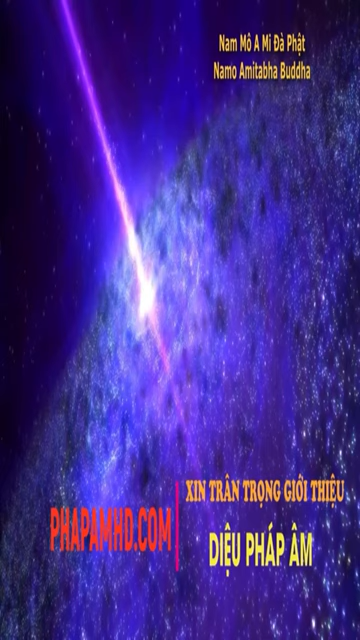 Nam Mô A Mi Đà Phật
Namo Amitabha Buddha
XIN TRÂN TRỌNG GIỚI THIỆU
PHAPAMHD.COM
DIỆU PHÁP ÂM